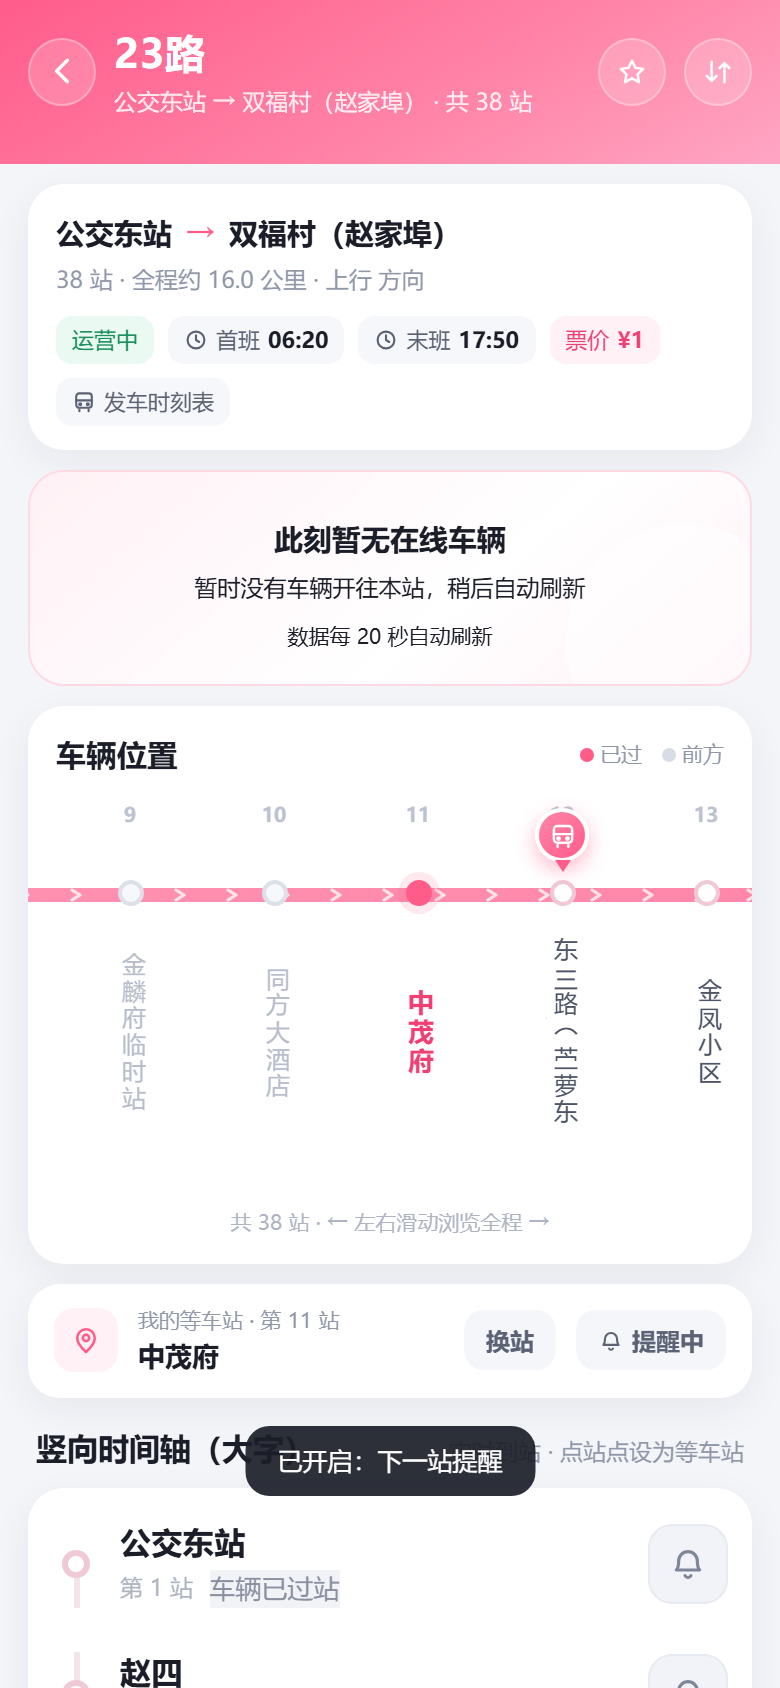 23路
公交东站 → 双福村（赵家埠） · 共 38 站
公交东站 → 双福村（赵家埠）
38 站 · 全程约 16.0 公里 · 上行 方向
运营中
首班 06:20
末班 17:50
票价 ¥1
发车时刻表
此刻暂无在线车辆
暂时没有车辆开往本站，稍后自动刷新
数据每 20 秒自动刷新
车辆位置
已过
前方
9
10
11
13
金麟府临时站
同方大酒店
中茂府
东三路（苎萝东
金凤小区
共 38 站 · ← 左右滑动浏览全程 →
我的等车站 · 第 11 站
中茂府
换站
提醒中
竖向时间轴（大字）
到站 · 点站点设为等车站
已开启：下一站提醒
公交东站
第 1 站 车辆已过站
赵四